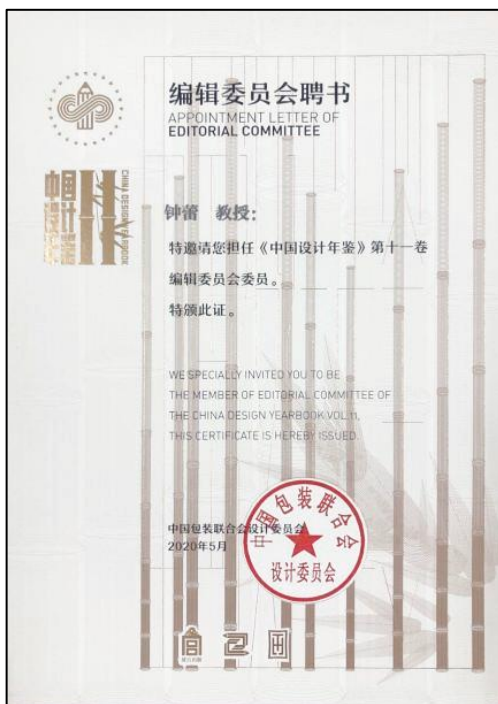 编辑委员会聘书
APPOINTMENT LETTER OF
EDITORIAL COMMITTEE
中国
设计
年鉴
11
CHINA DESIGN YEARBOOK
钟蕾 教授：
特邀请您担任《中国设计年鉴》第十一卷
编辑委员会委员。
特颁此证。
WE SPECIALLY INVITED YOU TO BE
THE MEMBER OF EDITORIAL COMMITTEE OF
THE CHINA DESIGN YEARBOOK VOL.11,
THIS CERTIFICATE IS HEREBY ISSUED.
中国包装联合会设计委员会
2020年5月
中国包装联合会
设计委员会